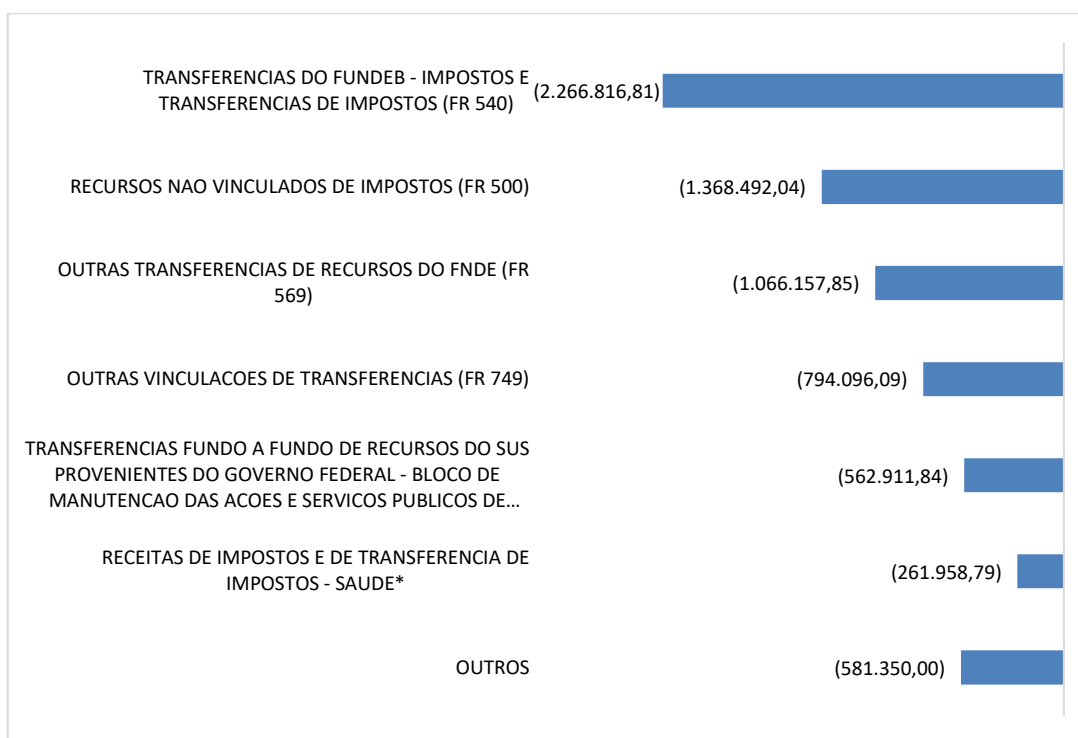 TRANSFERENCIAS DO FUNDEB - IMPOSTOS E
TRANSFERENCIAS DE IMPOSTOS (FR 540)
(2.266.816,81)
RECURSOS NAO VINCULADOS DE IMPOSTOS (FR 500)
(1.368.492,04)
OUTRAS TRANSFERENCIAS DE RECURSOS DO FNDE (FR
569)
(1.066.157,85)
OUTRAS VINCULACOES DE TRANSFERENCIAS (FR 749)
(794.096,09)
TRANSFERENCIAS FUNDO A FUNDO DE RECURSOS DO SUS
PROVENIENTES DO GOVERNO FEDERAL - BLOCO DE
MANUTENCAO DAS ACOES E SERVICOS PUBLICOS DE...
(562.911,84)
RECEITAS DE IMPOSTOS E DE TRANSFERENCIA DE
IMPOSTOS - SAUDE*
(261.958,79)
OUTROS
(581.350,00)